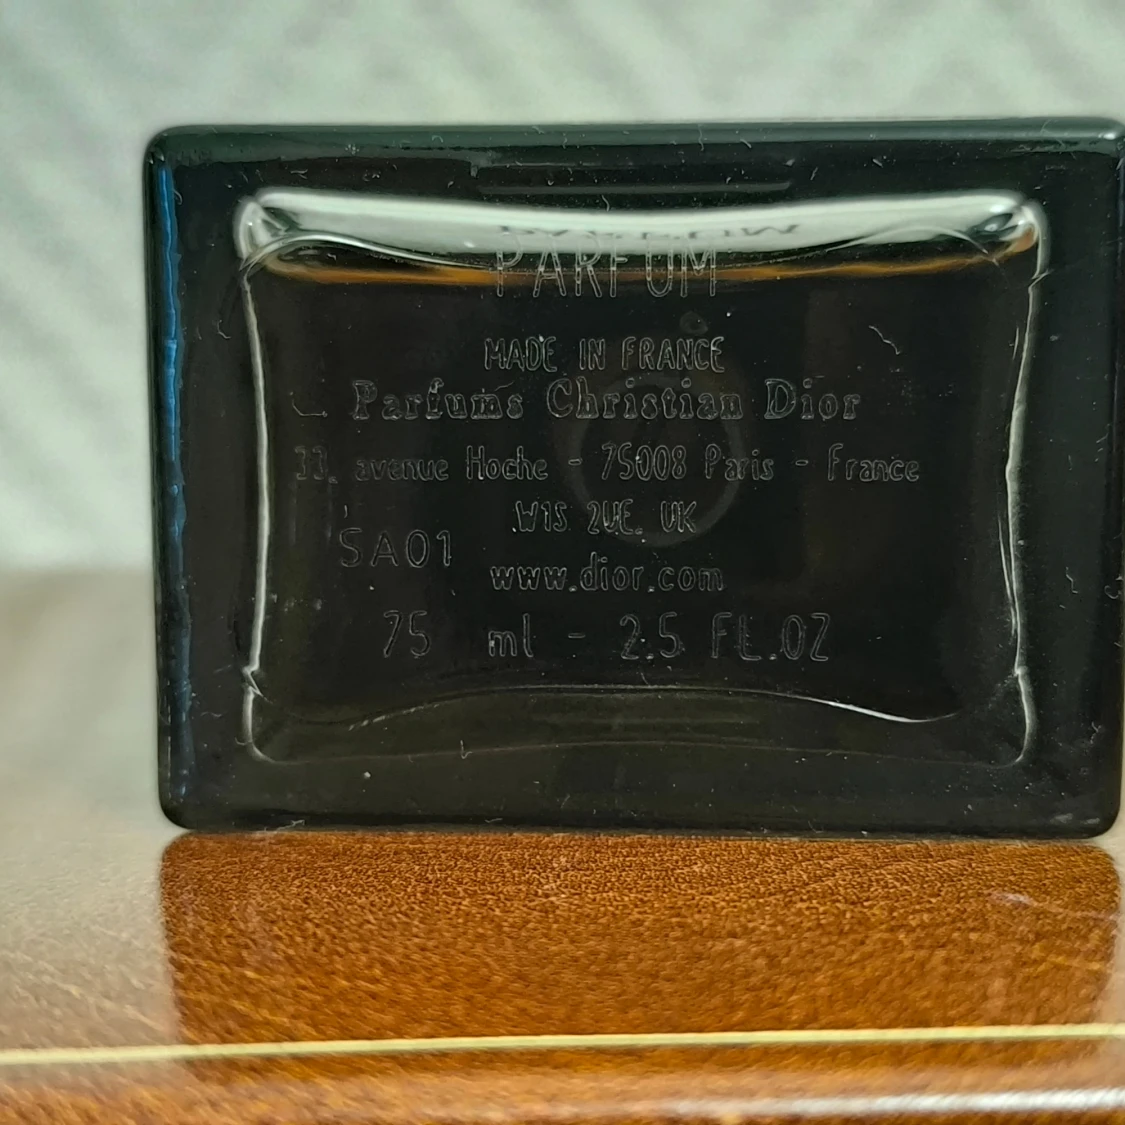 PARFUM
MADE IN FRANCE
Parfums Christian Dior
33, avenue Hoche - 75008 Paris - France
W1S 2UE. UK
SA01
www.dior.com
75 ml - 2.5 FL.OZ